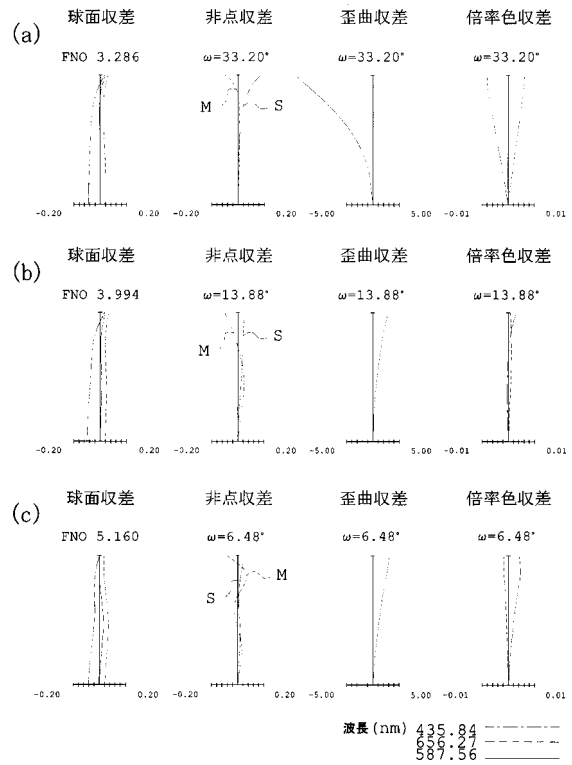 (a)
球面収差 非点収差 歪曲収差 倍率色収差
FNO 3.286 ω=33.20° ω=33.20° ω=33.20°
M S
-0.20 0.20 -0.20 0.20 -5.00 5.00 -0.01 0.01
(b)
球面収差 非点収差 歪曲収差 倍率色収差
FNO 3.994 ω=13.88° ω=13.88° ω=13.88°
M S
-0.20 0.20 -0.20 0.20 -5.00 5.00 -0.01 0.01
(c)
球面収差 非点収差 歪曲収差 倍率色収差
FNO 5.160 ω=6.48° ω=6.48° ω=6.48°
S M
-0.20 0.20 -0.20 0.20 -5.00 5.00 -0.01 0.01
波長(nm) 435.84
656.27
587.56